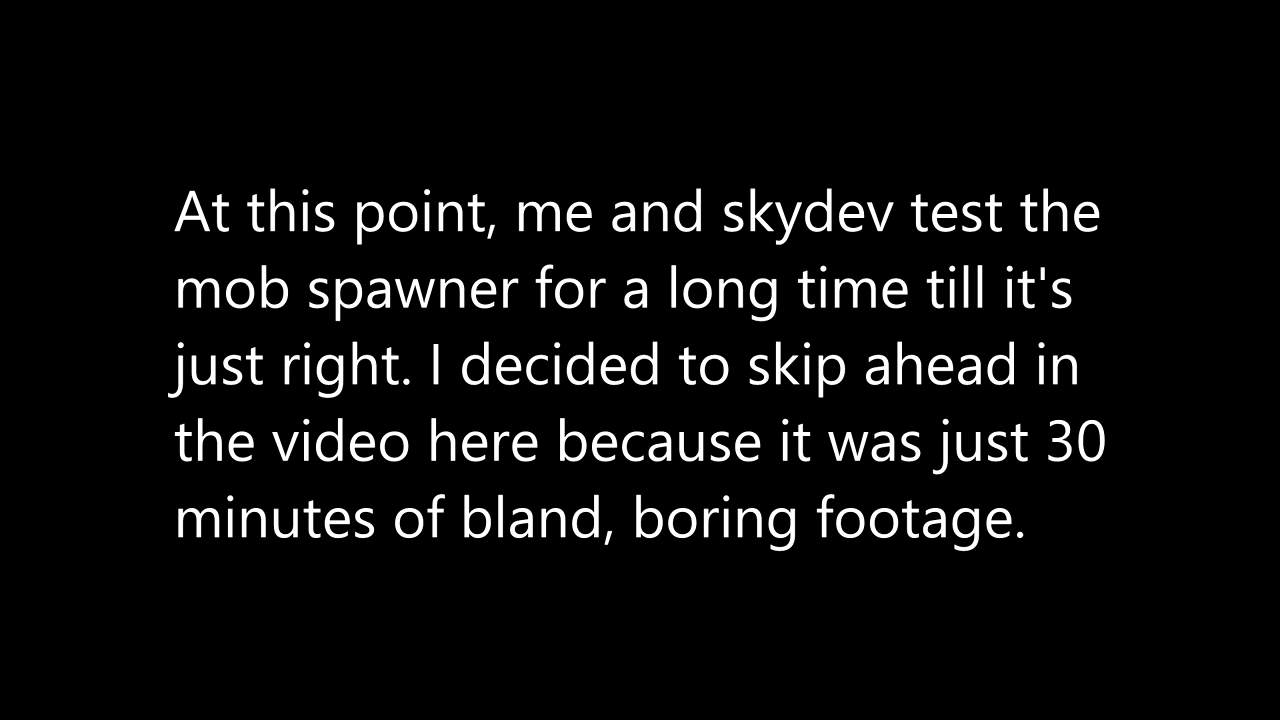 At this point, me and skydev test the
mob spawner for a long time till it's
just right. I decided to skip ahead in
the video here because it was just 30
minutes of bland, boring footage.